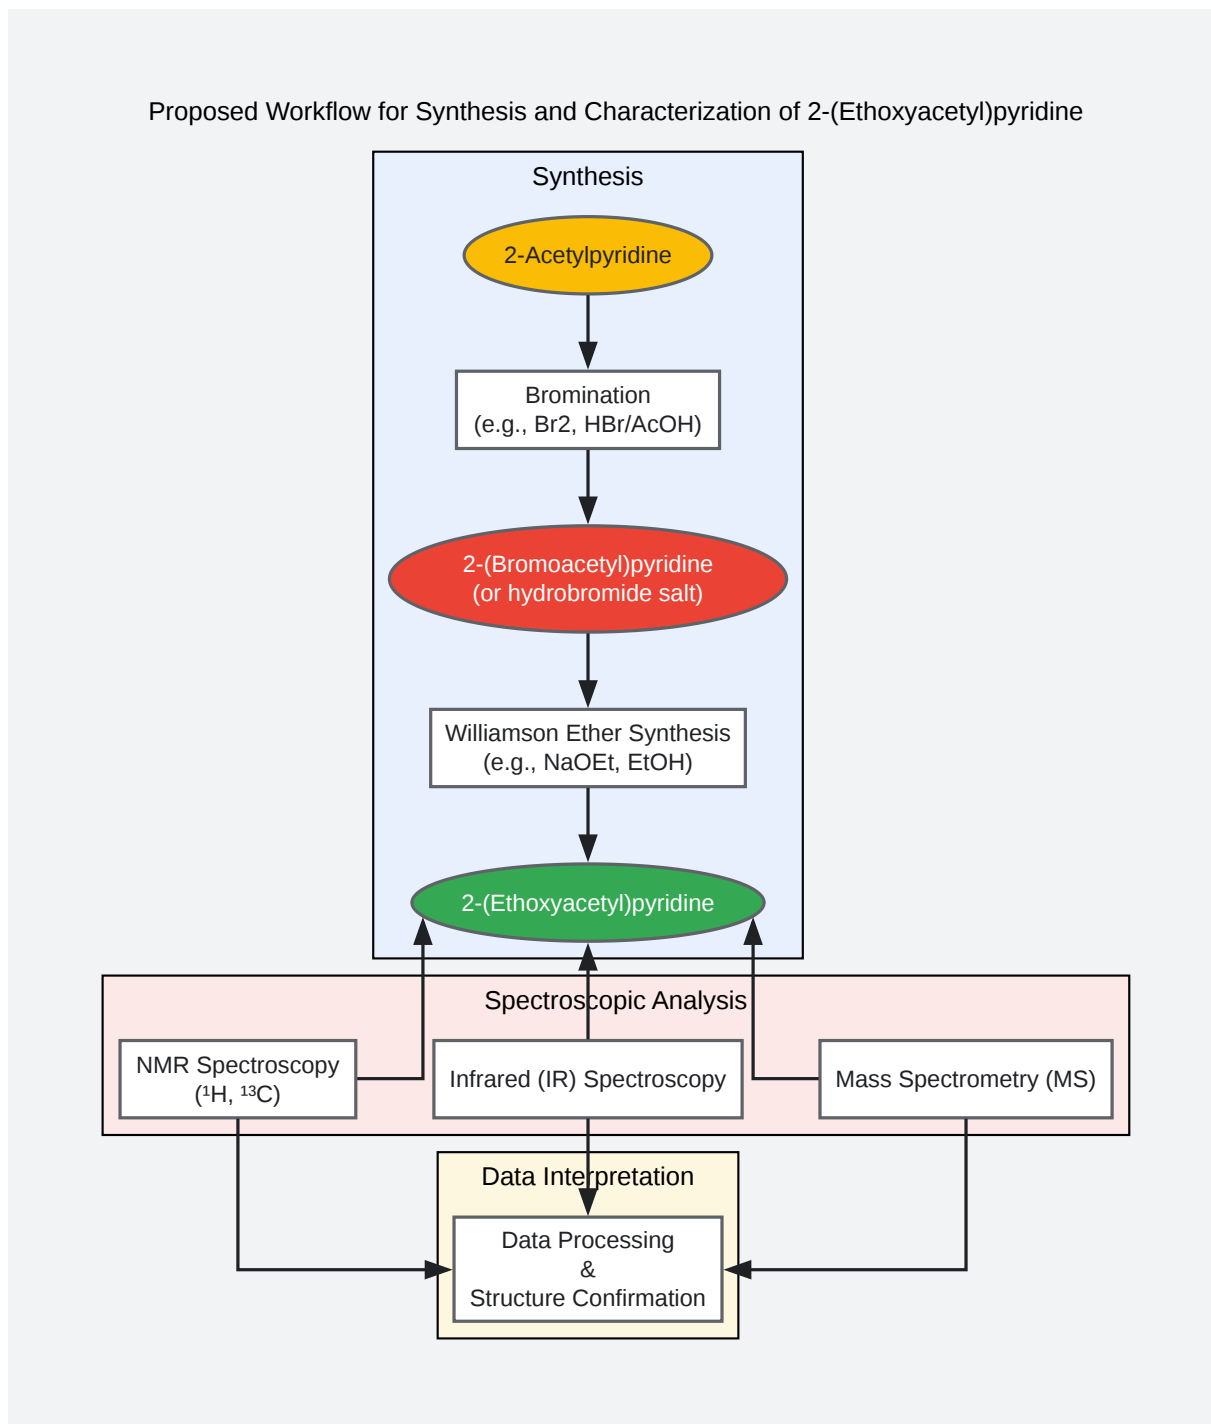 Proposed Workflow for Synthesis and Characterization of 2-(Ethoxyacetyl)pyridine
Synthesis
2-Acetylpyridine
Bromination
(e.g., Br2, HBr/AcOH)
2-(Bromoacetyl)pyridine
(or hydrobromide salt)
Williamson Ether Synthesis
(e.g., NaOEt, EtOH)
2-(Ethoxyacetyl)pyridine
Spectroscopic Analysis
NMR Spectroscopy
(¹H, ¹³C)
Infrared (IR) Spectroscopy
Mass Spectrometry (MS)
Data Interpretation
Data Processing
&
Structure Confirmation